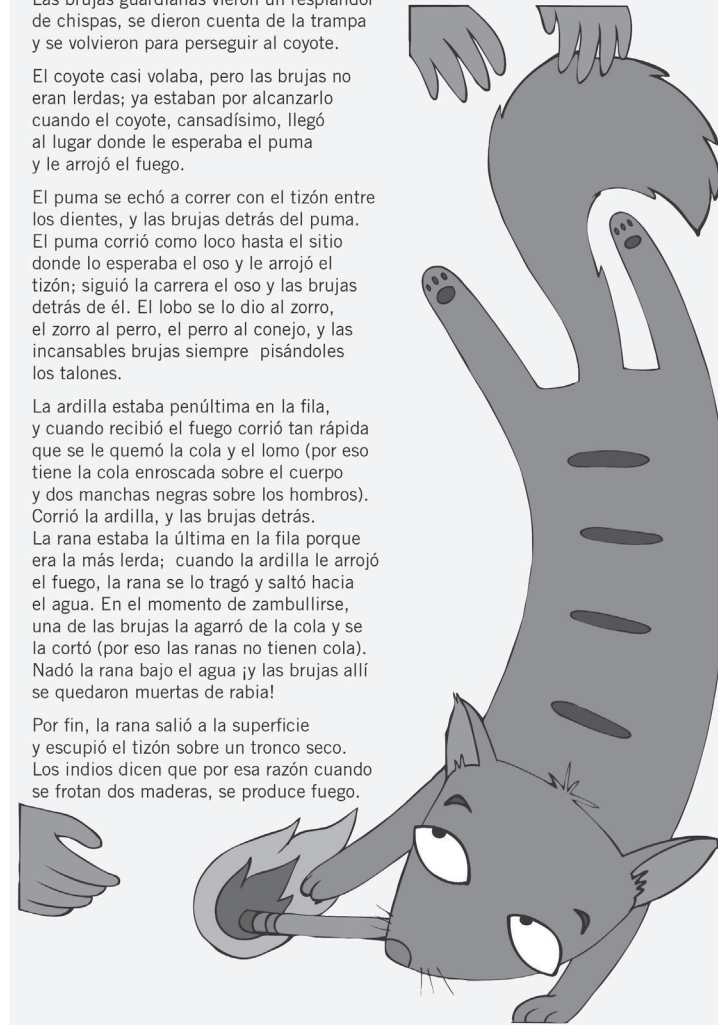 Las brujas guardianas vieron un resplandor
de chispas, se dieron cuenta de la trampa
y se volvieron para perseguir al coyote.
El coyote casi volaba, pero las brujas no
eran lerdas; ya estaban por alcanzarlo
cuando el coyote, cansadísimo, llegó
al lugar donde le esperaba el puma
y le arrojó el fuego.
El puma se echó a correr con el tizón entre
los dientes, y las brujas detrás del puma.
El puma corrió como loco hasta el sitio
donde lo esperaba el oso y le arrojó el
tizón; siguió la carrera el oso y las brujas
detrás de él. El lobo se lo dio al zorro,
el zorro al perro, el perro al conejo, y las
incansables brujas siempre  pisándoles
los talones.
La ardilla estaba penúltima en la fila,
y cuando recibió el fuego corrió tan rápida
que se le quemó la cola y el lomo (por eso
tiene la cola enroscada sobre el cuerpo
y dos manchas negras sobre los hombros).
Corrió la ardilla, y las brujas detrás.
La rana estaba la última en la fila porque
era la más lerda;  cuando la ardilla le arrojó
el fuego, la rana se lo tragó y saltó hacia
el agua. En el momento de zambullirse,
una de las brujas la agarró de la cola y se
la cortó (por eso las ranas no tienen cola).
Nadó la rana bajo el agua ¡y las brujas allí
se quedaron muertas de rabia!
Por fin, la rana salió a la superficie
y escupió el tizón sobre un tronco seco.
Los indios dicen que por esa razón cuando
se frotan dos maderas, se produce fuego.